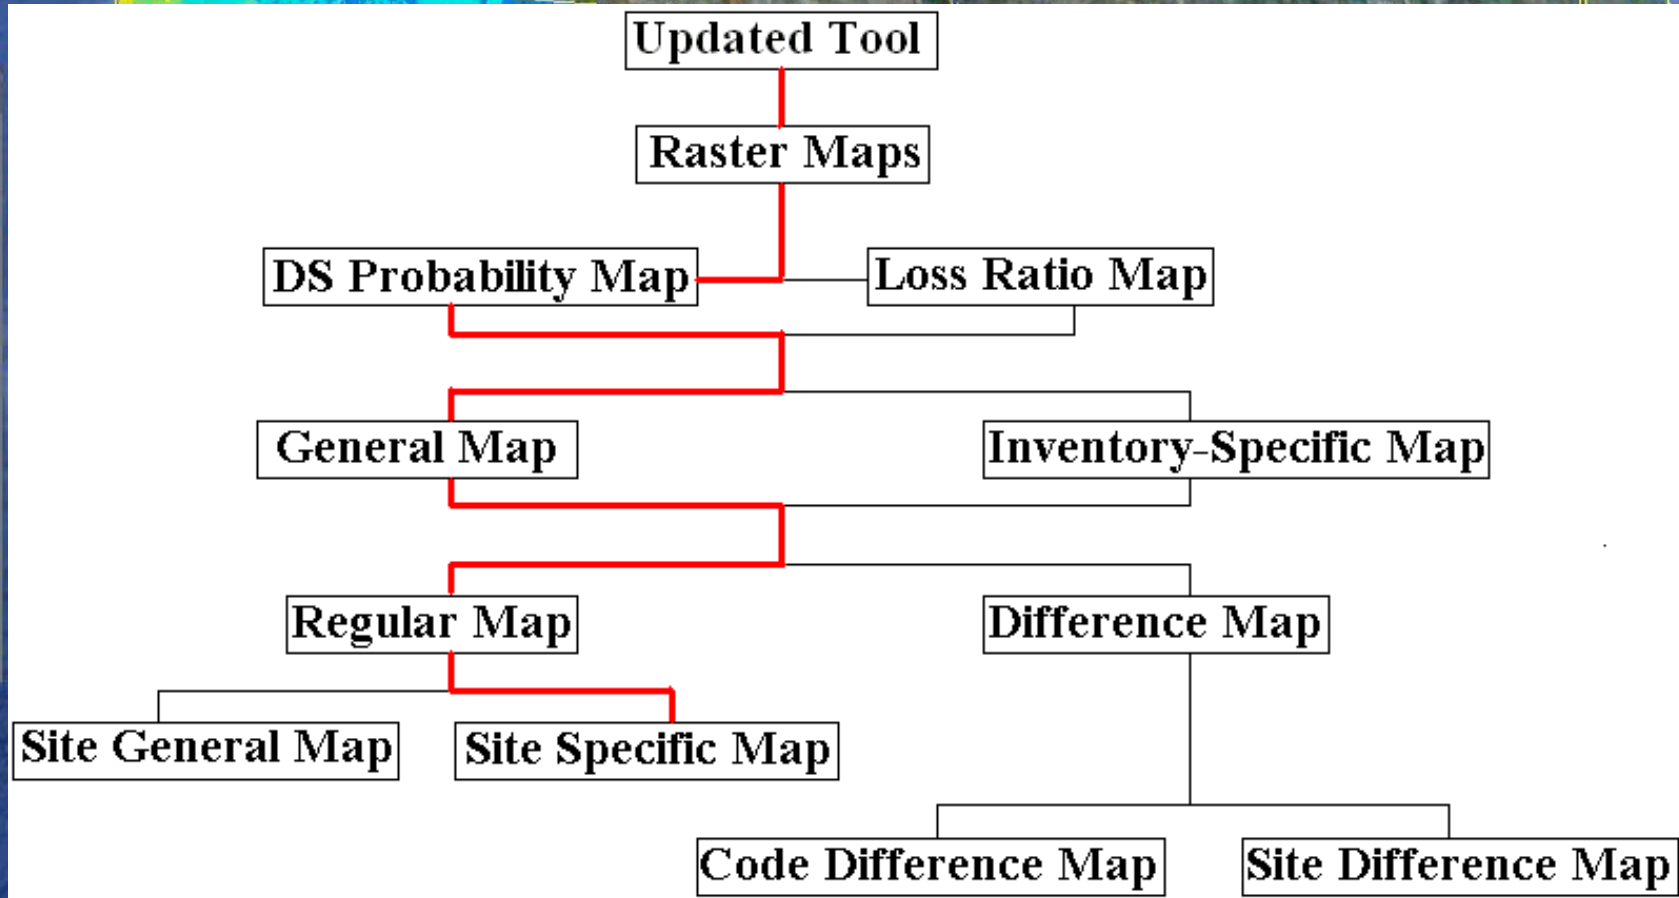 Updated Tool
Raster Maps
DS Probability Map
Loss Ratio Map
General Map
Inventory-Specific Map
Regular Map
Difference Map
Site General Map
Site Specific Map
Code Difference Map
Site Difference Map